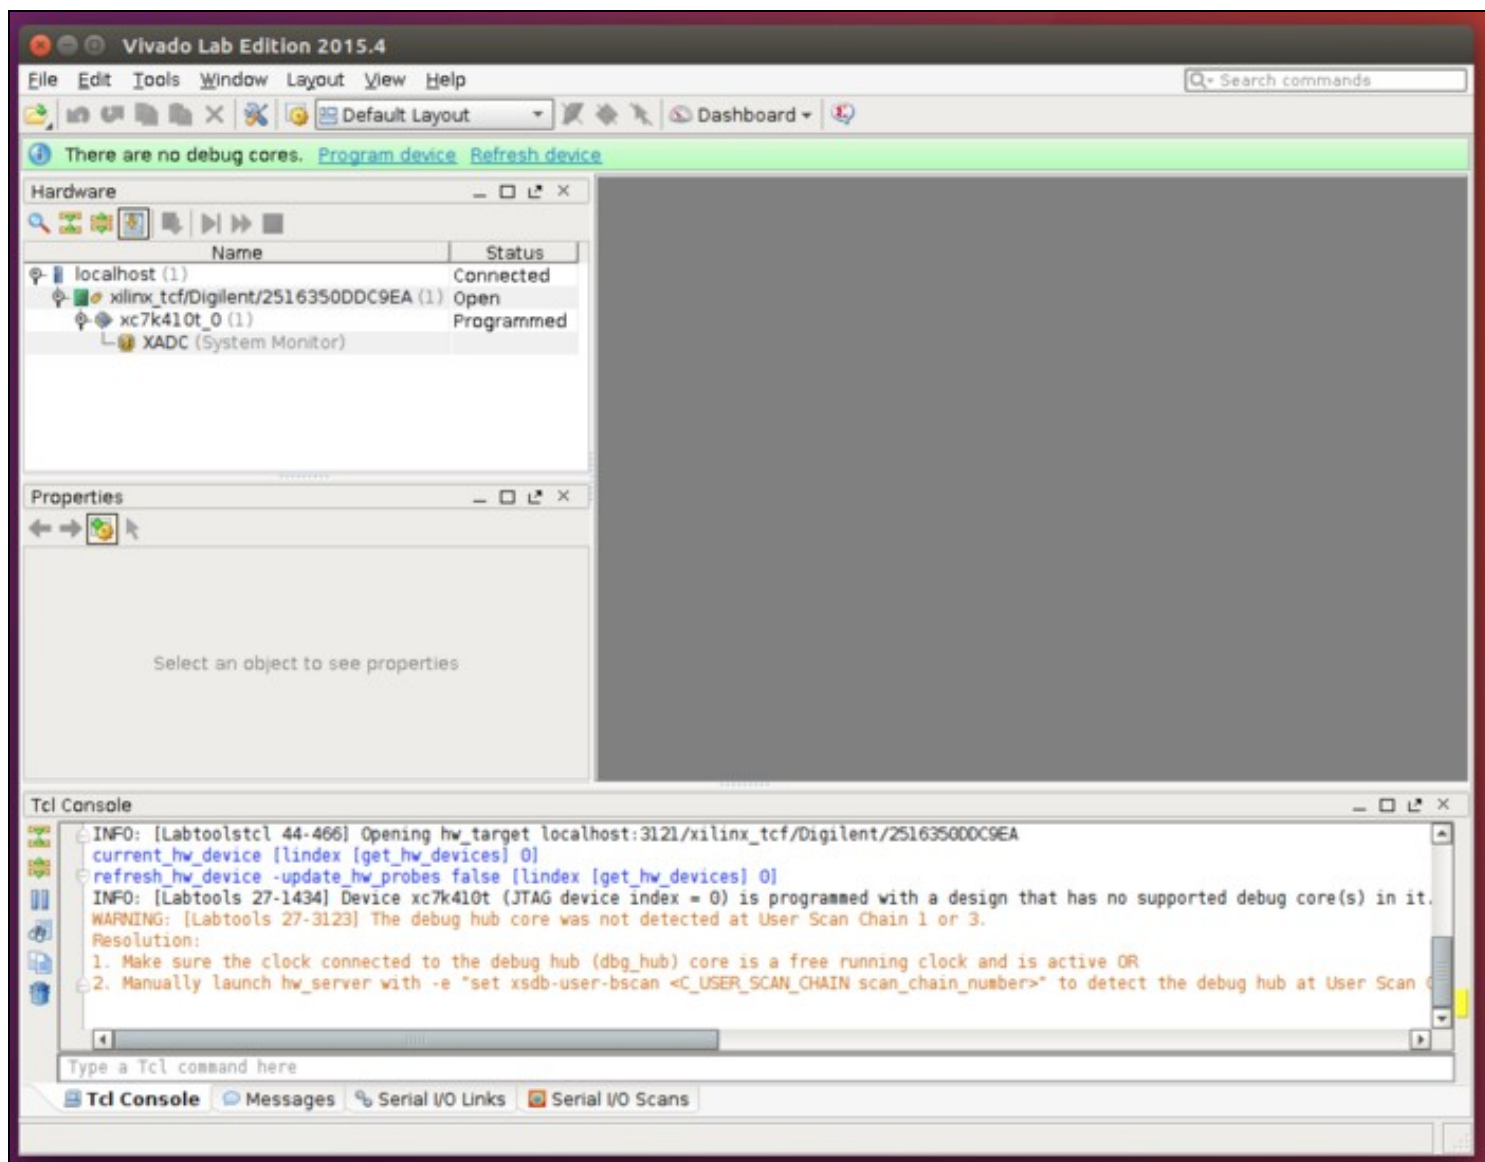 Vivado Lab Edition 2015.4
File Edit Tools Window Layout View Help
Search commands
Default Layout
Dashboard
There are no debug cores. Program device Refresh device
Hardware
Name Status
localhost (1) Connected
xilinx_tcf/Digilent/2516350DDC9EA (1) Open
xc7k410t_0 (1) Programmed
XADC (System Monitor)
Properties
Select an object to see properties
Tcl Console
INFO: [Labtoolstcl 44-466] Opening hw_target localhost:3121/xilinx_tcf/Digilent/2516350DDC9EA
current_hw_device [lindex [get_hw_devices] 0]
refresh_hw_device -update_hw_probes false [lindex [get_hw_devices] 0]
INFO: [Labtools 27-1434] Device xc7k410t (JTAG device index = 0) is programmed with a design that has no supported debug core(s) in it.
WARNING: [Labtools 27-3123] The debug hub core was not detected at User Scan Chain 1 or 3.
Resolution:
1. Make sure the clock connected to the debug hub (dbg_hub) core is a free running clock and is active OR
2. Manually launch hw_server with -e "set xsdb-user-bscan <C_USER_SCAN_CHAIN scan_chain_number>" to detect the debug hub at User Scan
Type a Tcl command here
Tcl Console Messages Serial I/O Links Serial I/O Scans